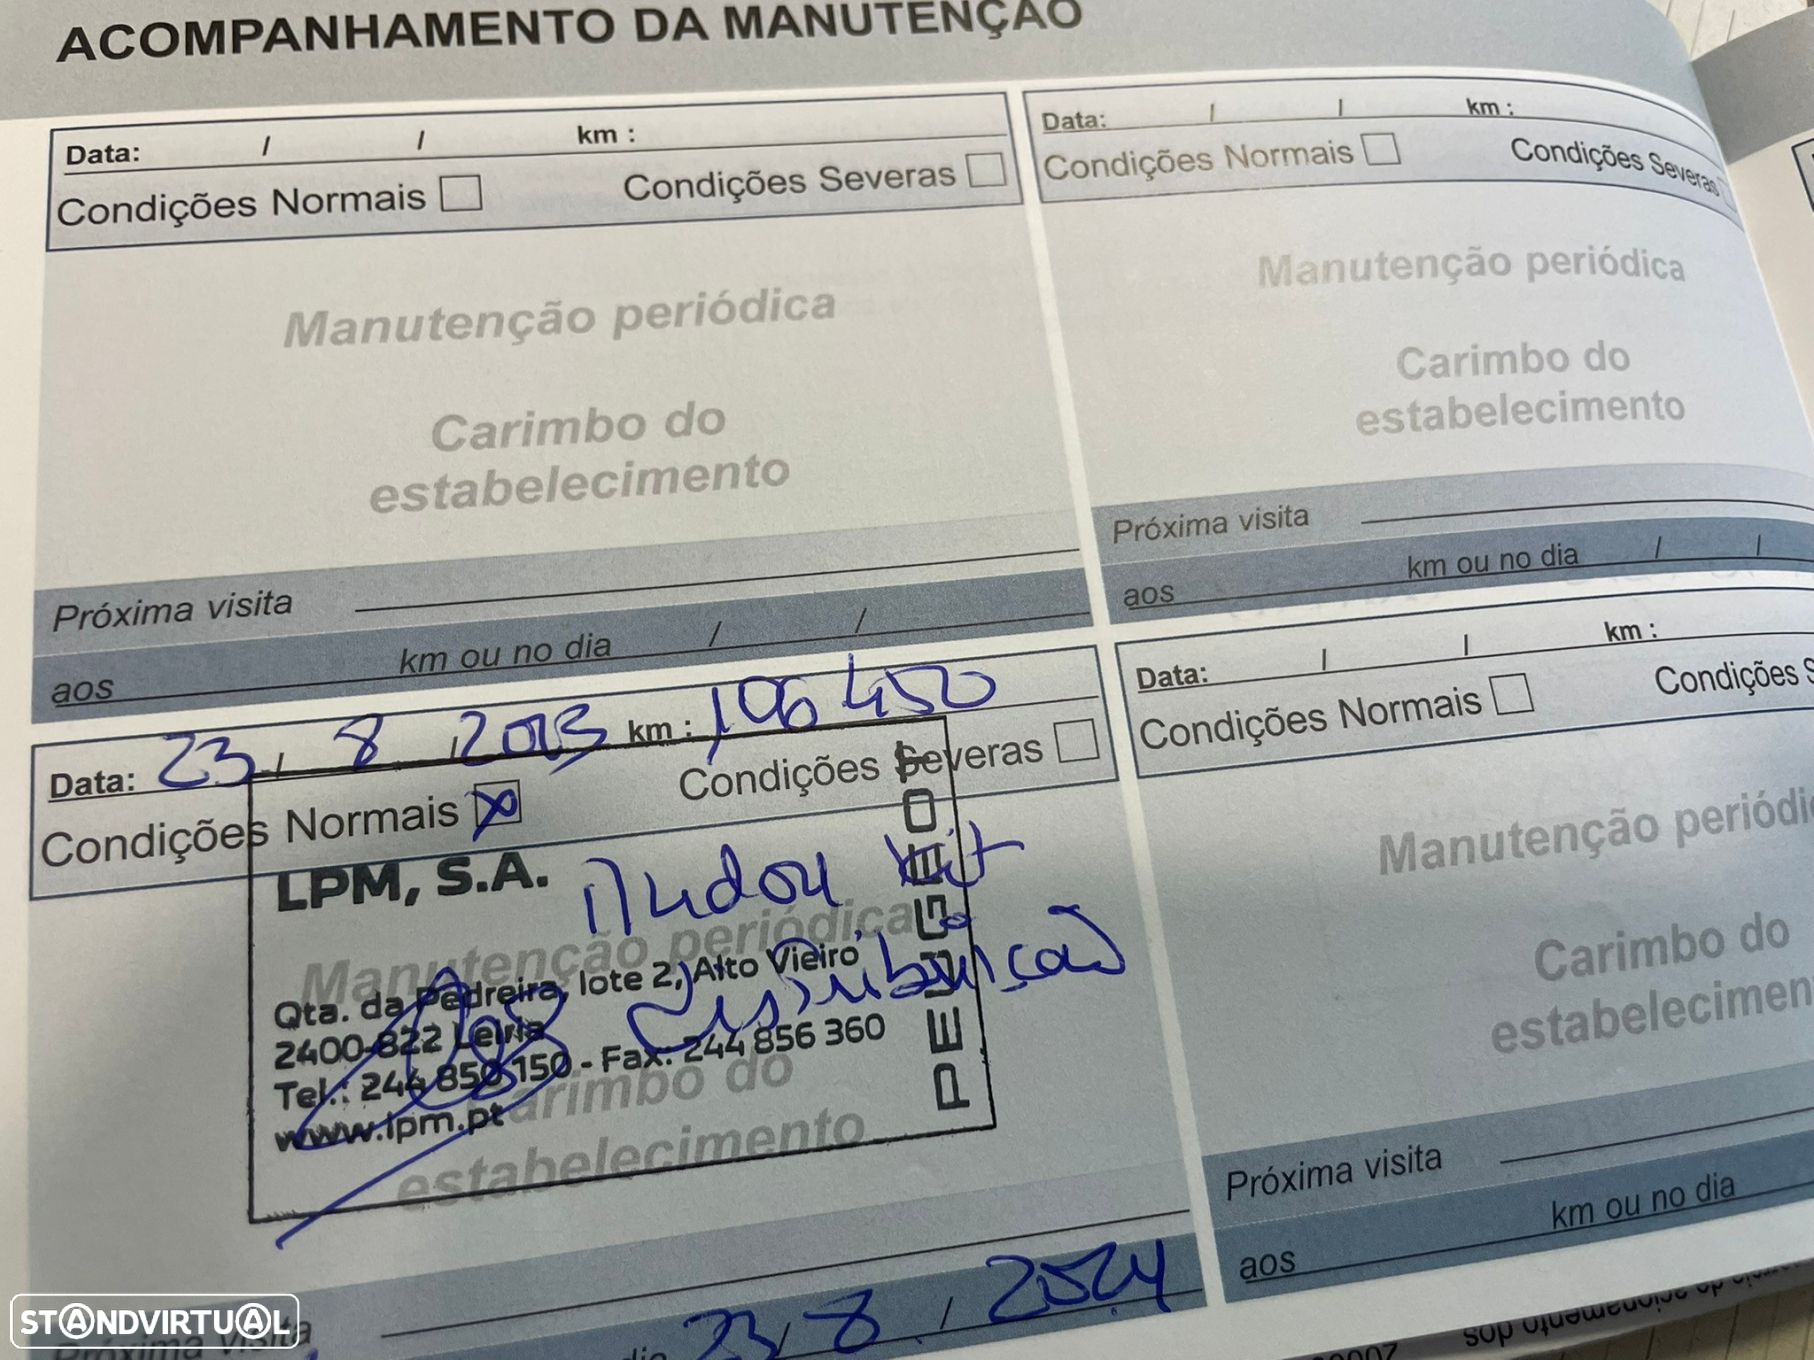 ACOMPANHAMENTO DA MANUTENÇÃO
Data: / / km :
Condições Normais Condições Severas
Manutenção periódica
Carimbo do
estabelecimento
Próxima visita
aos km ou no dia / /
Data: / / km :
Condições Normais Condições Severas
Manutenção periódica
Carimbo do
estabelecimento
Próxima visita
aos km ou no dia / /
Data: 23 / 8 / 2023 km : 106 450
Condições Normais X Condições Severas
LPM, S.A.
PEUGEOT
Mudou kit
distribuição
Manutenção periódica
Qta. da Pedreira, lote 2, Alto Vieiro
2400-822 Leiria
Tel.: 244 850 150 - Fax: 244 856 360
www.lpm.pt
Carimbo do
estabelecimento
Próxima visita
dia 23 / 8 / 2024
Data: / / km :
Condições Normais Condições S
Manutenção periódi
Carimbo do
estabelecimen
Próxima visita
aos km ou no dia
STANDVIRTUAL